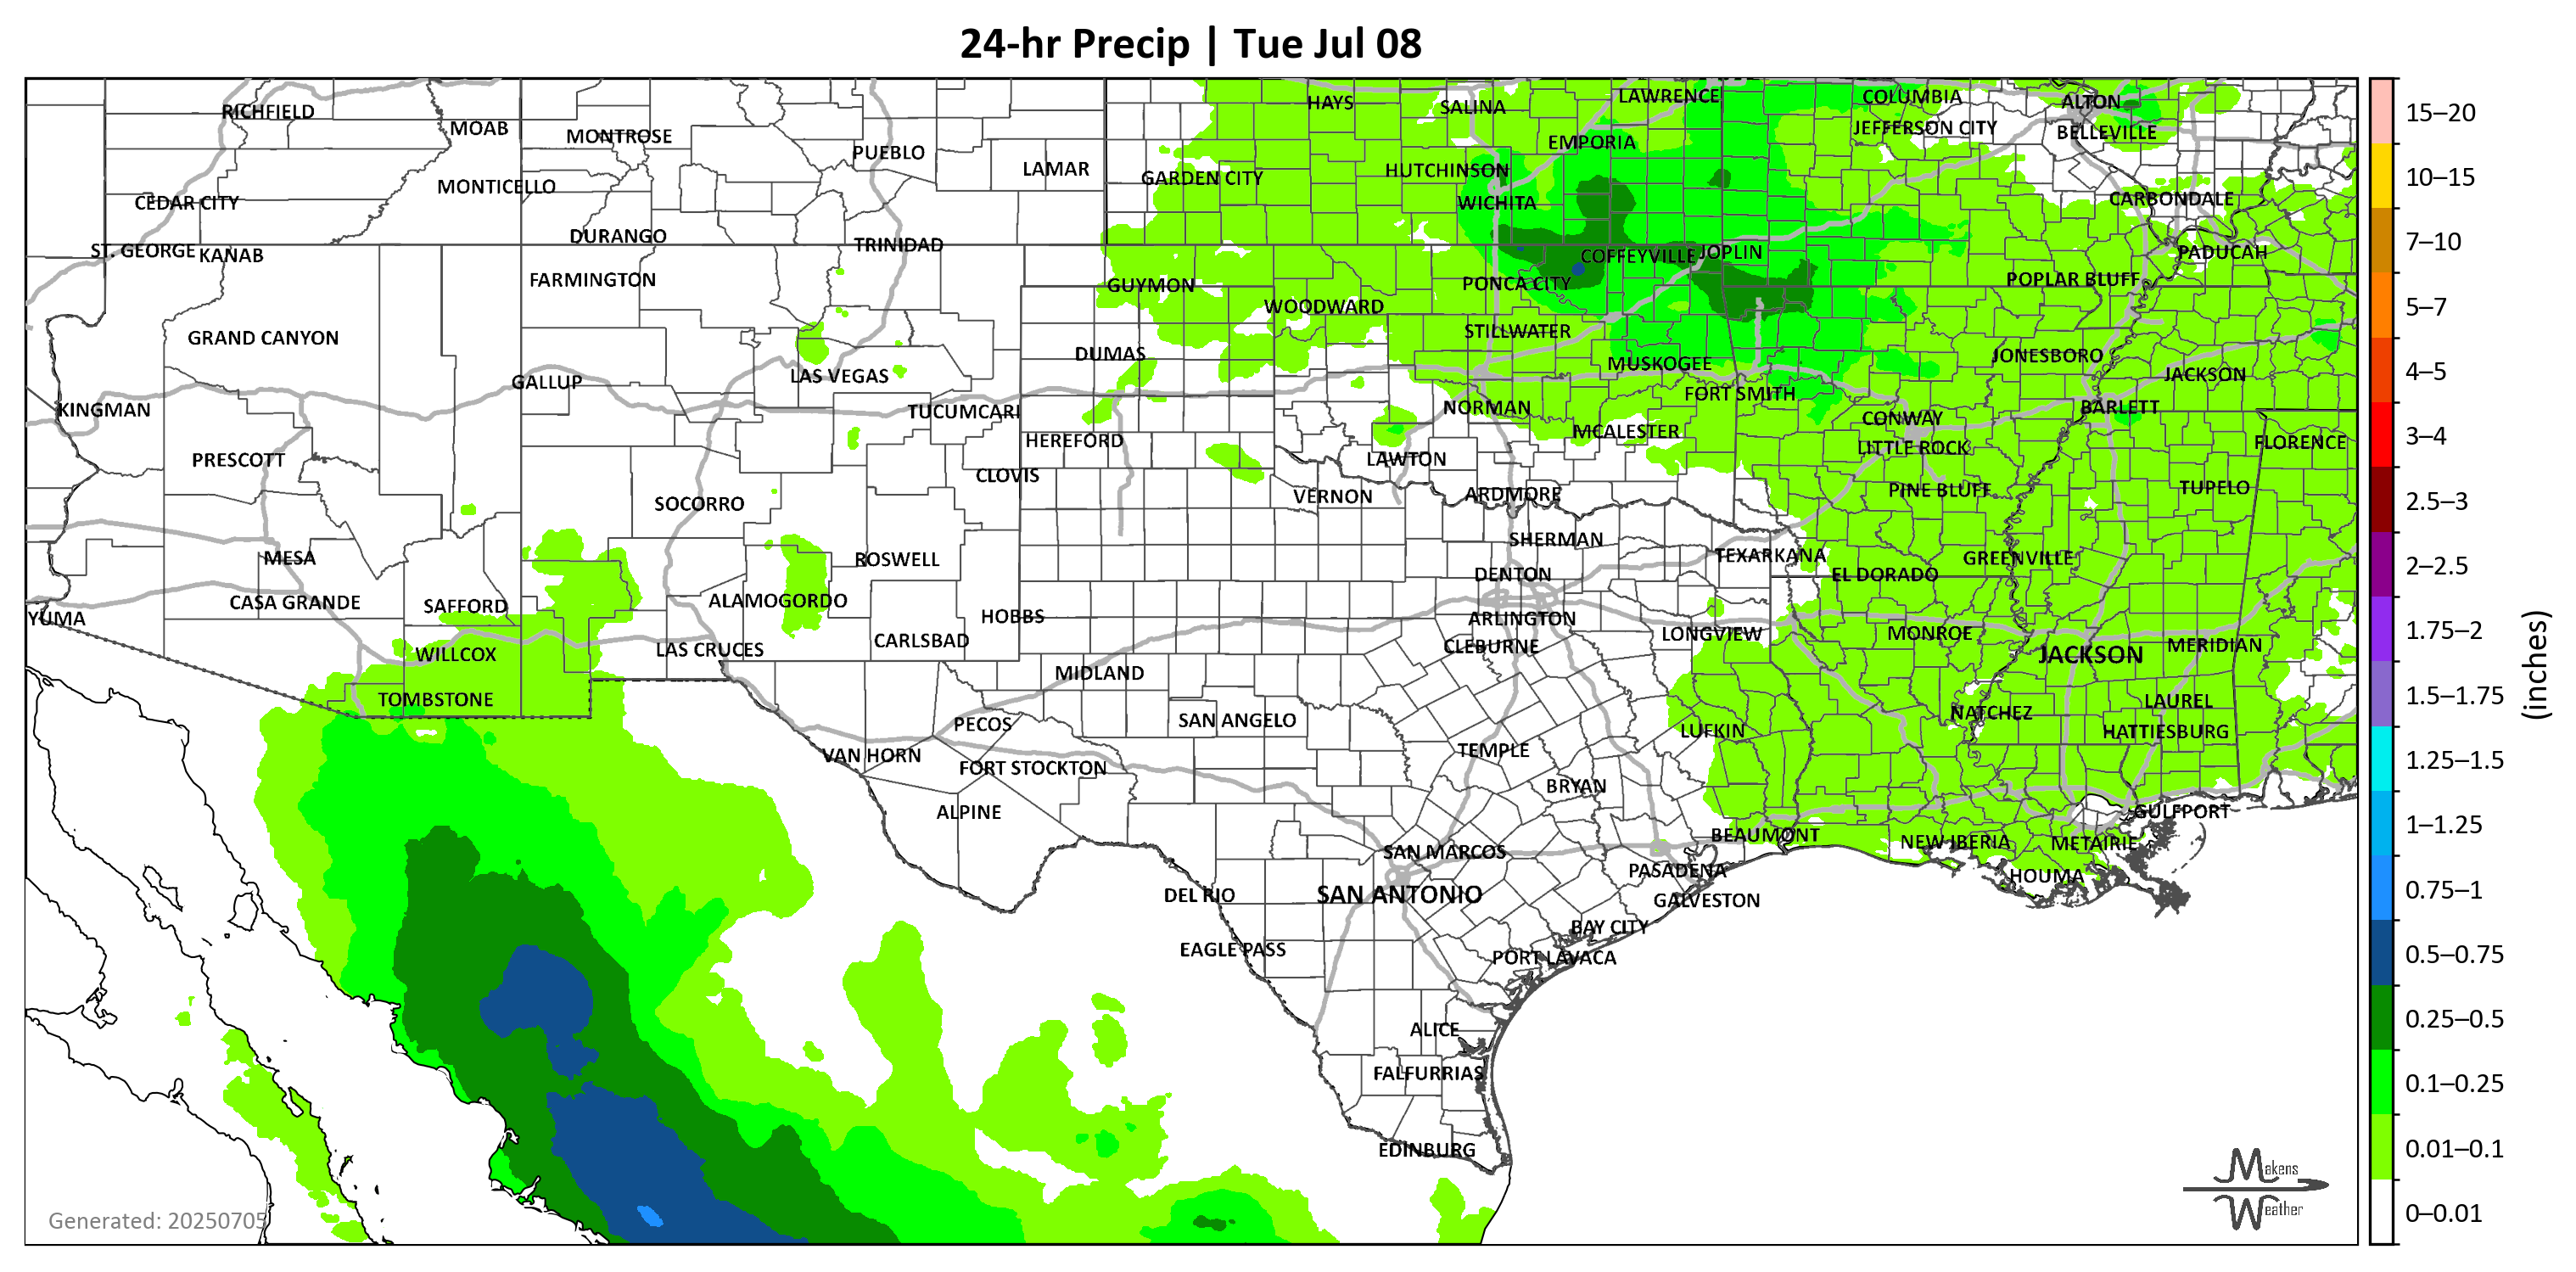 24-hr Precip | Tue Jul 08
RICHFIELD
MOAB
MONTROSE
PUEBLO
LAMAR
HAYS
SALINA
LAWRENCE
COLUMBIA
ALTON
JEFFERSON CITY
BELLEVILLE
EMPORIA
CEDAR CITY
MONTICELLO
GARDEN CITY
HUTCHINSON
WICHITA
CARBONDALE
ST. GEORGE
KANAB
DURANGO
TRINIDAD
COFFEYVILLE
JOPLIN
PADUCAH
FARMINGTON
GUYMON
WOODWARD
PONCA CITY
POPLAR BLUFF
GRAND CANYON
DUMAS
STILLWATER
MUSKOGEE
JONESBORO
JACKSON
GALLUP
LAS VEGAS
FORT SMITH
KINGMAN
TUCUMCARI
NORMAN
CONWAY
BARLETT
HEREFORD
MCALESTER
LITTLE ROCK
FLORENCE
PRESCOTT
CLOVIS
LAWTON
SOCORRO
VERNON
ARDMORE
PINE BLUFF
TUPELO
MESA
ROSWELL
SHERMAN
TEXARKANA
GREENVILLE
DENTON
EL DORADO
YUMA
CASA GRANDE
SAFFORD
ALAMOGORDO
HOBBS
ARLINGTON
WILLCOX
LAS CRUCES
CARLSBAD
CLEBURNE
LONGVIEW
MONROE
JACKSON
MERIDIAN
TOMBSTONE
MIDLAND
PECOS
SAN ANGELO
NATCHEZ
LAUREL
LUFKIN
HATTIESBURG
VAN HORN
FORT STOCKTON
TEMPLE
BRYAN
ALPINE
GULFPORT
BEAUMONT
NEW IBERIA
METAIRIE
SAN MARCOS
PASADENA
HOUMA
DEL RIO
SAN ANTONIO
GALVESTON
EAGLE PASS
BAY CITY
PORT LAVACA
ALICE
FALFURRIAS
EDINBURG
Generated: 20250705
Makens
Weather
15–20
10–15
7–10
5–7
4–5
3–4
2.5–3
2–2.5
1.75–2
1.5–1.75
1.25–1.5
1–1.25
0.75–1
0.5–0.75
0.25–0.5
0.1–0.25
0.01–0.1
0–0.01
(inches)